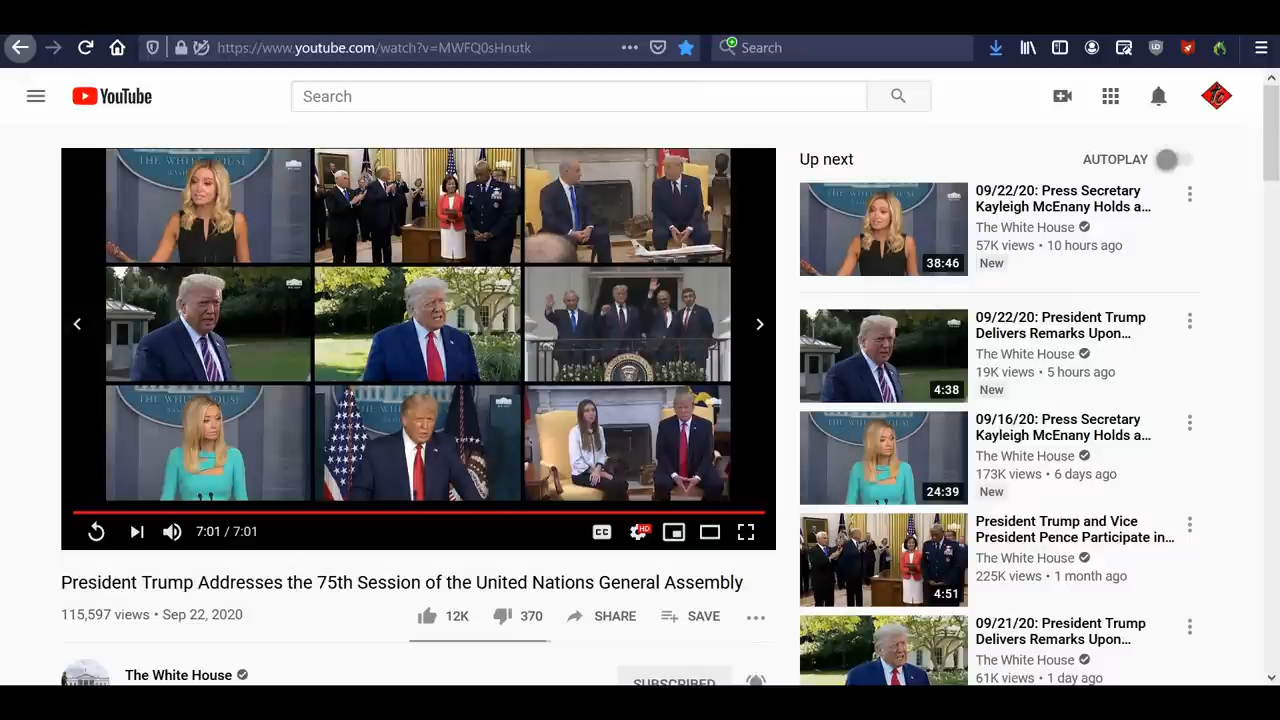 https://www.youtube.com/watch?v=MWFQ0sHnutk
Search
YouTube
Search
THE WHITE HOUSE
7:01 / 7:01
CC
HD
President Trump Addresses the 75th Session of the United Nations General Assembly
115,597 views • Sep 22, 2020
12K
370
SHARE
SAVE
The White House
SUBSCRIBED
Up next
AUTOPLAY
38:46
09/22/20: Press Secretary
Kayleigh McEnany Holds a...
The White House
57K views • 10 hours ago
New
4:38
09/22/20: President Trump
Delivers Remarks Upon...
The White House
19K views • 5 hours ago
New
24:39
09/16/20: Press Secretary
Kayleigh McEnany Holds a...
The White House
173K views • 6 days ago
New
4:51
President Trump and Vice
President Pence Participate in...
The White House
225K views • 1 month ago
09/21/20: President Trump
Delivers Remarks Upon...
The White House
61K views • 1 day ago